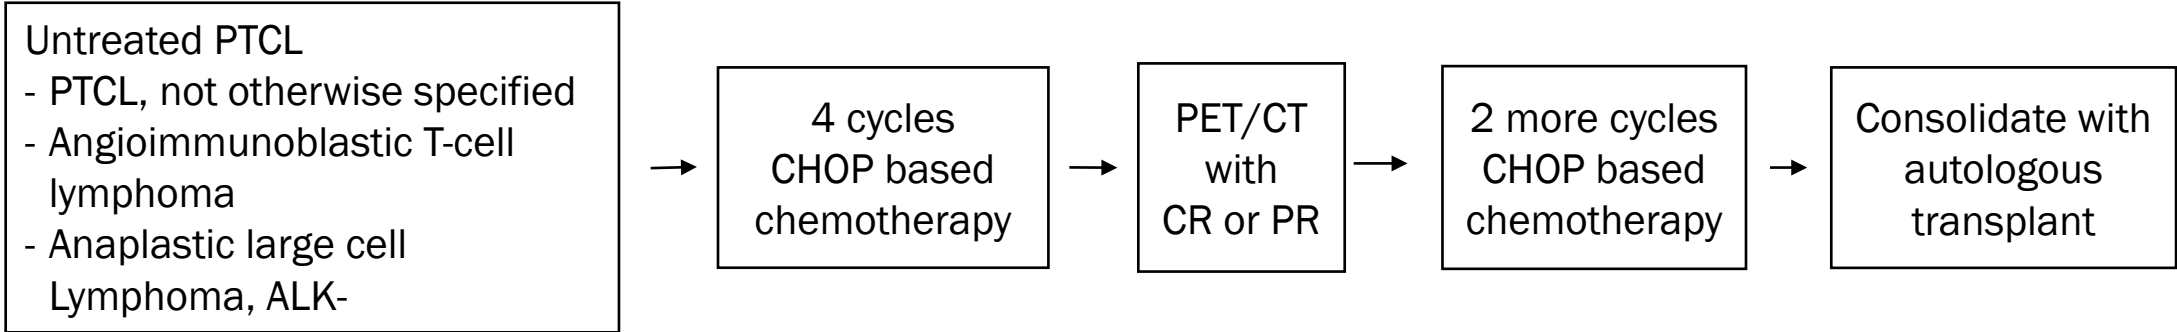 Untreated PTCL
- PTCL, not otherwise specified
- Angioimmunoblastic T-cell
lymphoma
- Anaplastic large cell
Lymphoma, ALK-
4 cycles
CHOP based
chemotherapy
PET/CT
with
CR or PR
2 more cycles
CHOP based
chemotherapy
Consolidate with
autologous
transplant